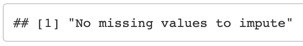 ## [1] "No missing values to impute"